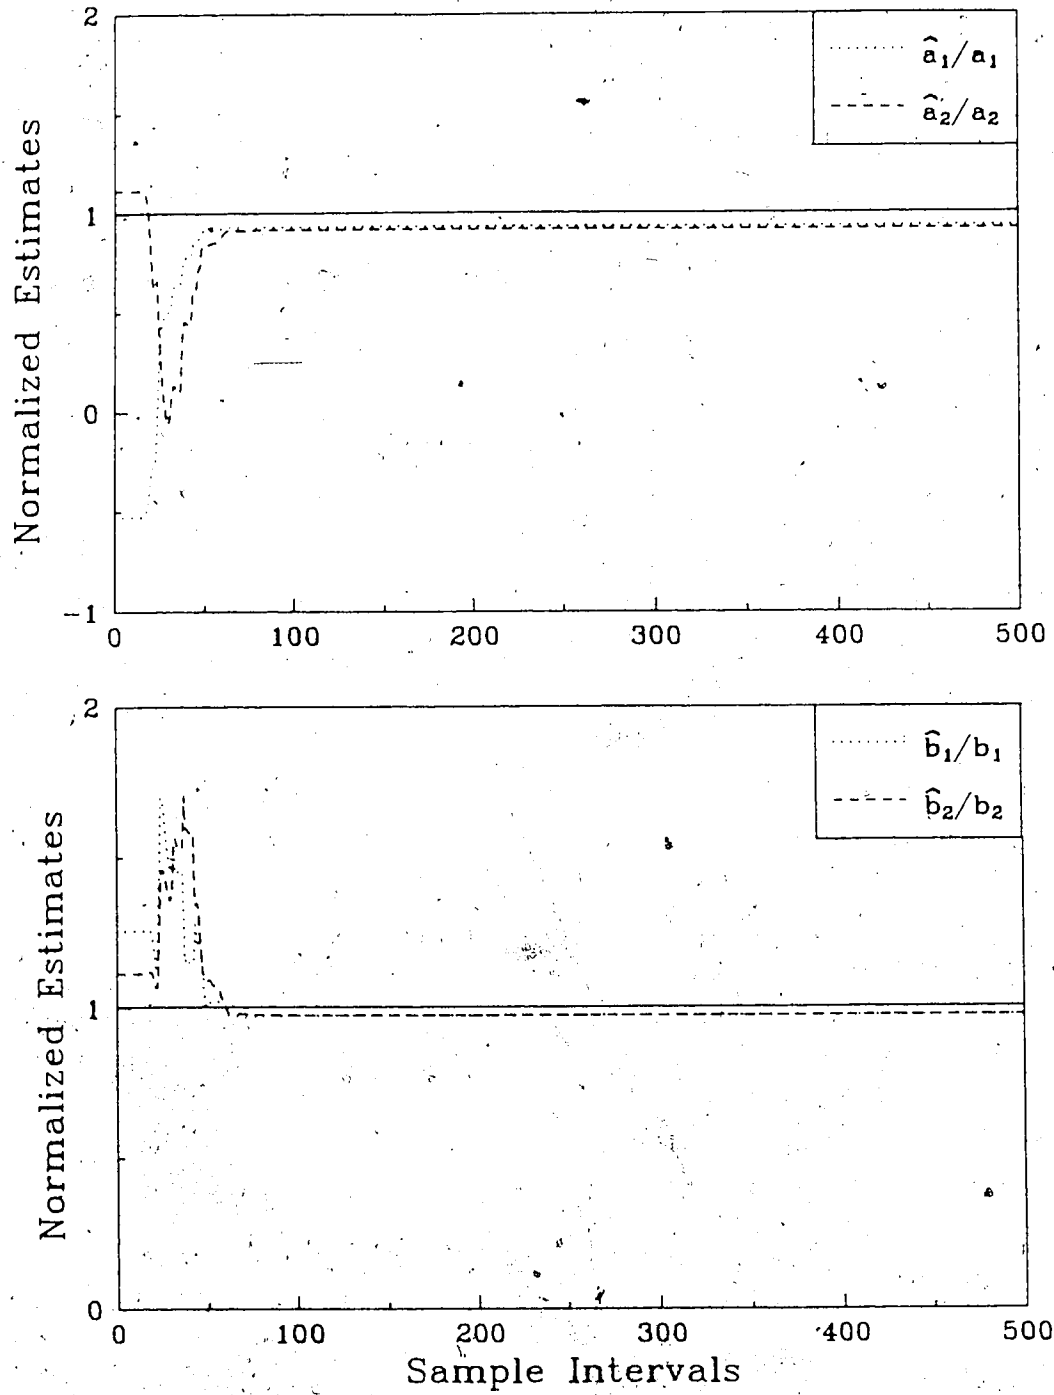 2
â₁/a₁
â₂/a₂
1
0
−1
Normalized Estimates
0 100 200 300 400 500
2
b̂₁/b₁
b̂₂/b₂
1
0
Normalized Estimates
0 100 200 300 400 500
Sample Intervals